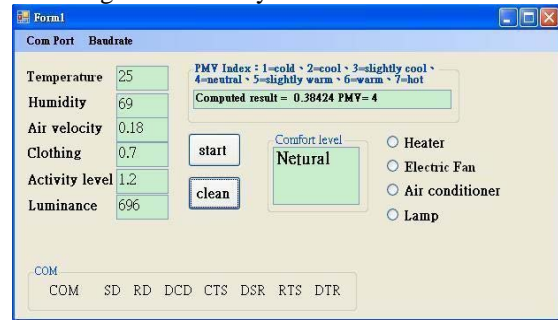 Form1
Com Port Baudrate
Temperature 25
Humidity 69
Air velocity 0.18
Clothing 0.7
Activity level 1.2
Luminance 696
PMV Index：1=cold、2=cool、3=slightly cool、
4=neutral、5=slightly warm、6=warm、7=hot
Computed result = 0.38424 PMV= 4
start
clean
Comfort level
Netural
Heater
Electric Fan
Air conditioner
Lamp
COM
COM SD RD DCD CTS DSR RTS DTR